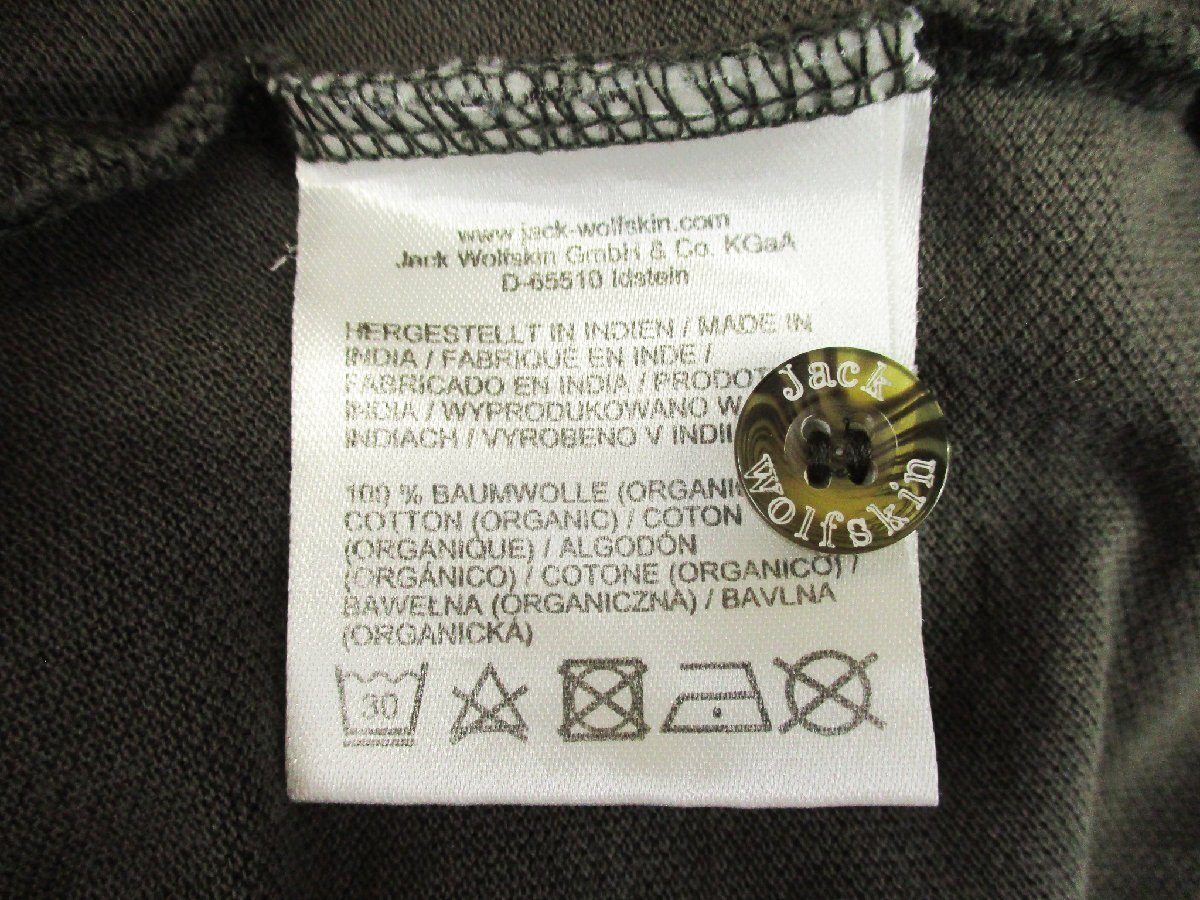 www.jack-wolfskin.com
Jack Wolfskin GmbH & Co. KGaA
D-65510 Idstein
HERGESTELLT IN INDIEN / MADE IN
INDIA / FABRIQUE EN INDE /
FABRICADO EN INDIA / PRODOT
INDIA / WYPRODUKOWANO W
INDIACH / VYROBENO V INDII
100 % BAUMWOLLE (ORGANI
COTTON (ORGANIC) / COTON
(ORGANIQUE) / ALGODÓN
(ORGÁNICO) / COTONE (ORGANICO) /
BAWEŁNA (ORGANICZNA) / BAVLNA
(ORGANICKÁ)
30
Jack
Wolfskin